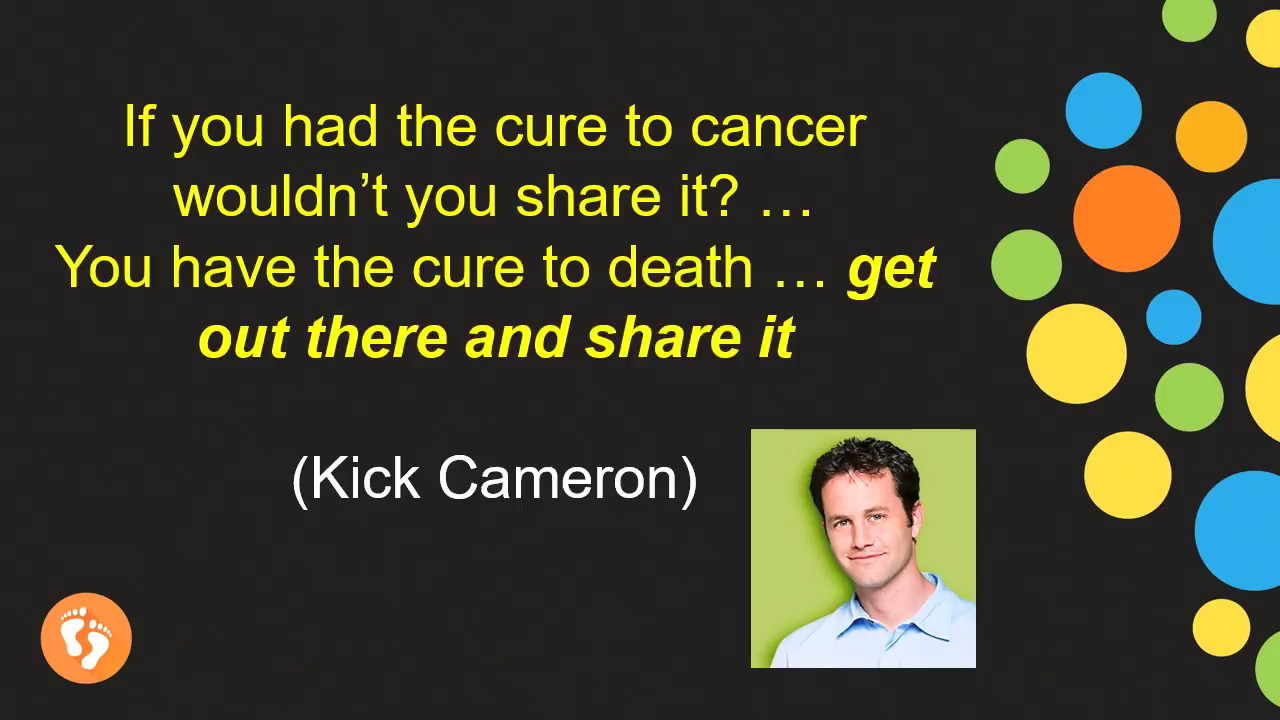 If you had the cure to cancer
wouldn’t you share it? …
You have the cure to death … get
out there and share it
(Kick Cameron)